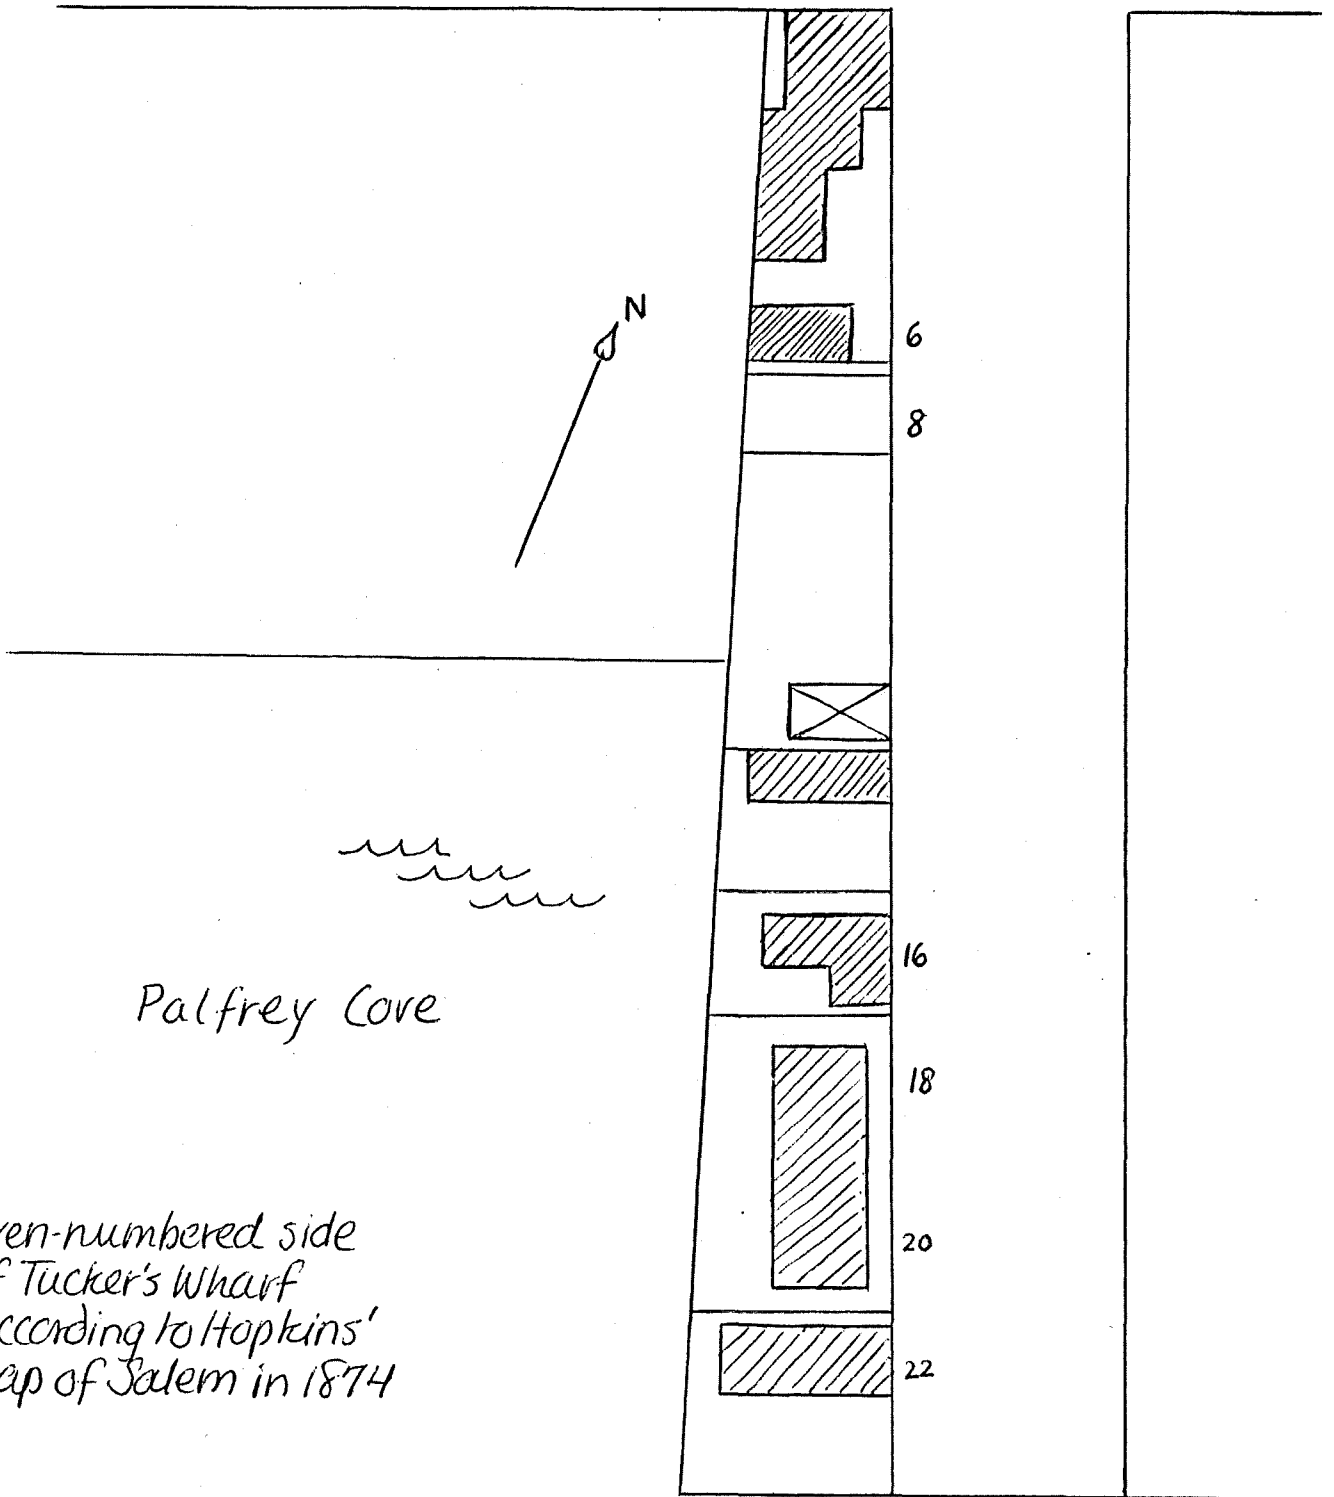 N
6
8
16
Palfrey Cove
18
20
22
ven-numbered side
f Tucker's Wharf
ccording to Hopkins'
ap of Salem in 1874